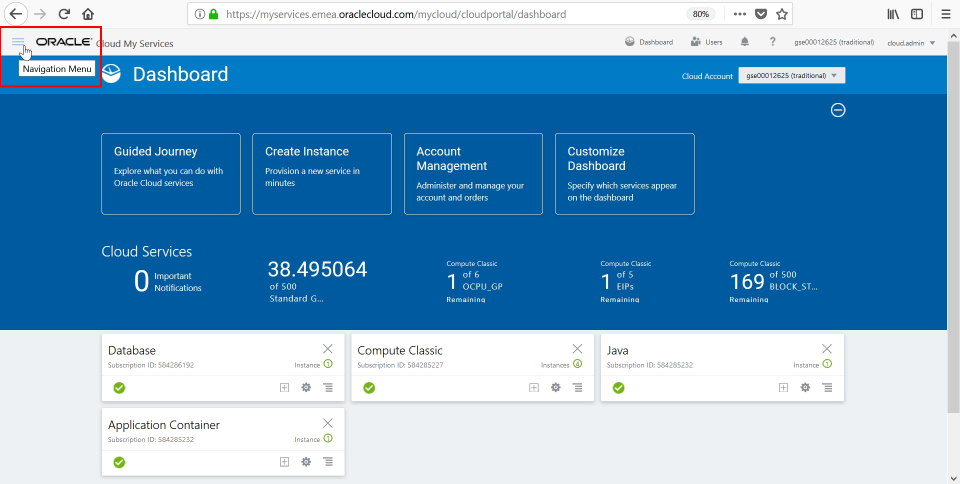 https://myservices.emea.oraclecloud.com/mycloud/cloudportal/dashboard
80%
ORACLE Cloud My Services
Dashboard
Users
?
gse00012625 (traditional)
cloud.admin
Navigation Menu
Dashboard
Cloud Account
gse00012625 (traditional)
Guided Journey
Explore what you can do with
Oracle Cloud services
Create Instance
Provision a new service in
minutes
Account
Management
Administer and manage your
account and orders
Customize
Dashboard
Specify which services appear
on the dashboard
Cloud Services
0 Important
Notifications
38.495064
of 500
Standard G...
Compute Classic
1 of 6
OCPU_GP
Remaining
Compute Classic
1 of 5
EIPs
Remaining
Compute Classic
169 of 500
BLOCK_ST...
Remaining
Database
Subscription ID: 584286192
Instance 1
Compute Classic
Subscription ID: 584285227
Instances 4
Java
Subscription ID: 584285232
Instance 1
Application Container
Subscription ID: 584285232
Instance 1